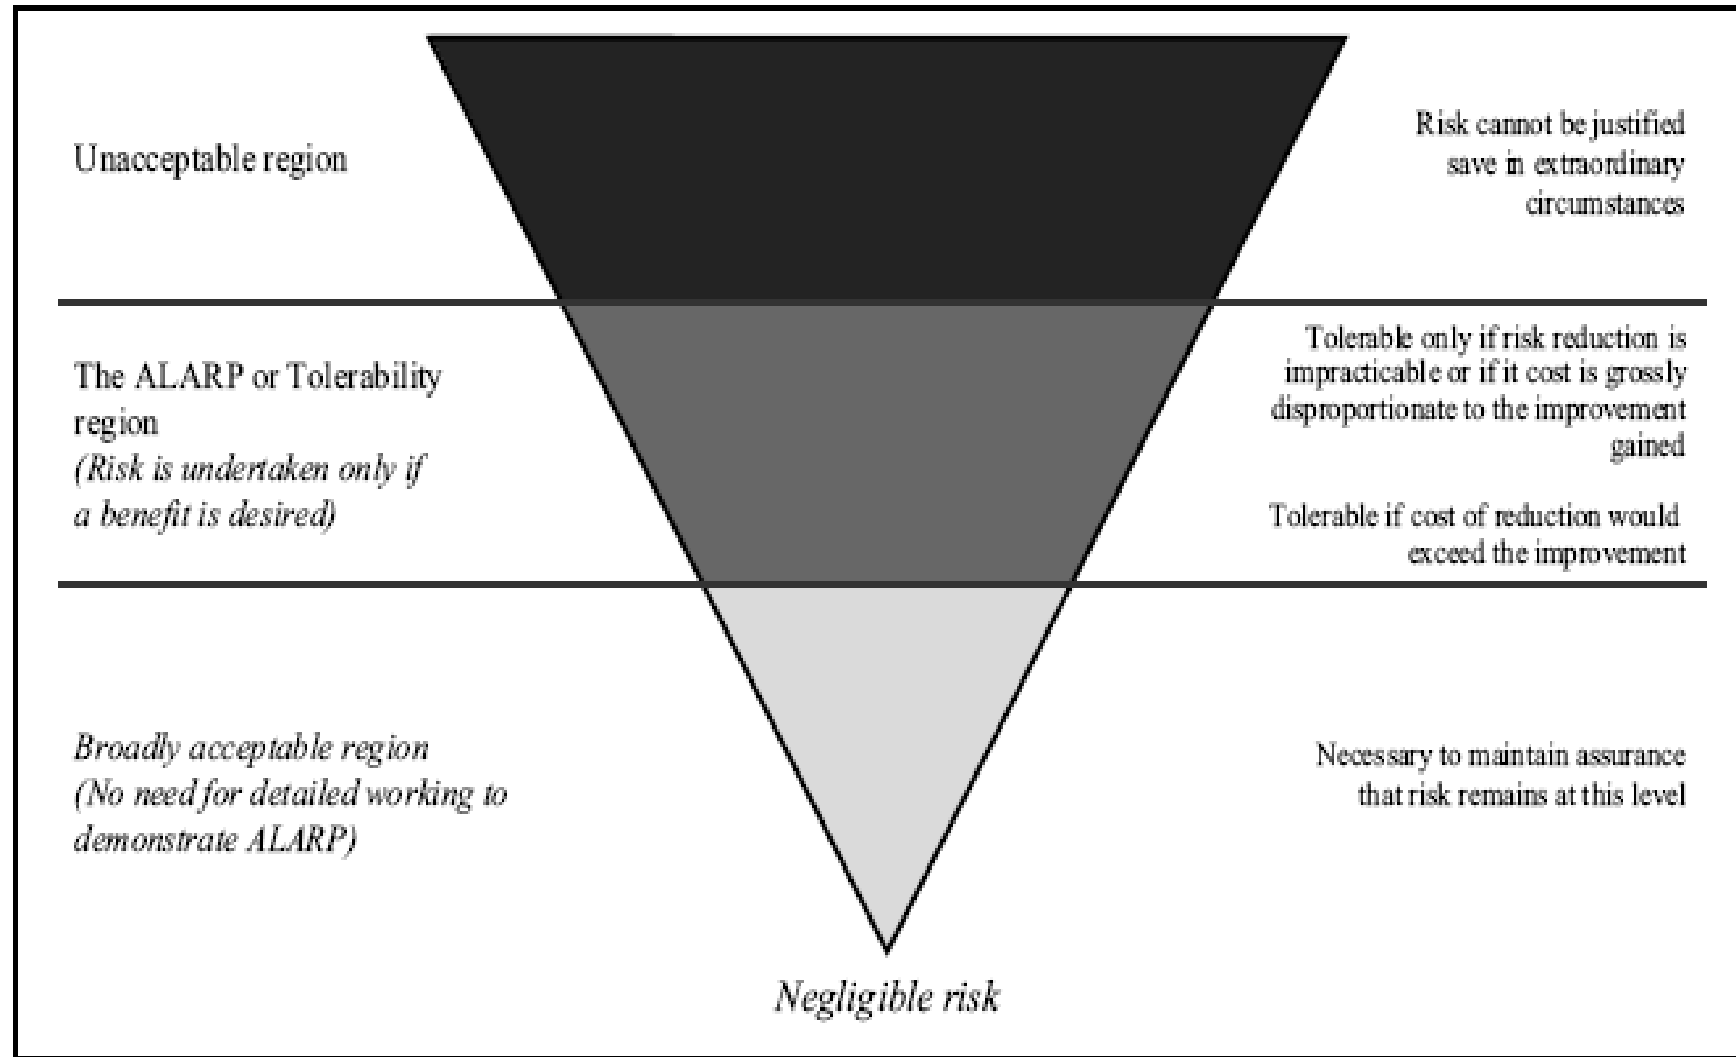 Unacceptable region
Risk cannot be justified
save in extraordinary
circumstances
The ALARP or Tolerability
region
(Risk is undertaken only if
a benefit is desired)
Tolerable only if risk reduction is
impracticable or if it cost is grossly
disproportionate to the improvement
gained
Tolerable if cost of reduction would
exceed the improvement
Broadly acceptable region
(No need for detailed working to
demonstrate ALARP)
Necessary to maintain assurance
that risk remains at this level
Negligible risk